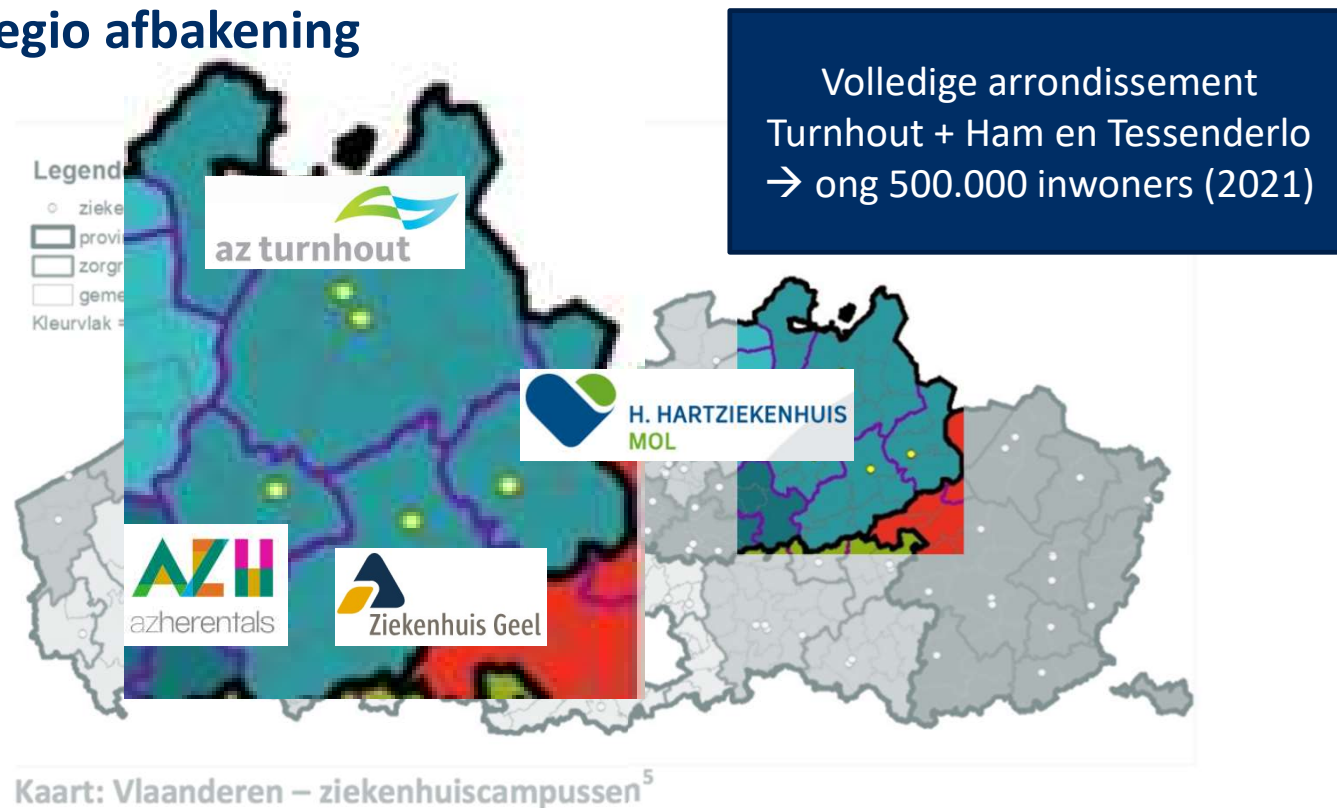 egio afbakening
Volledige arrondissement
Turnhout + Ham en Tessenderlo
→ ong 500.000 inwoners (2021)
Legend
zieke
provi
zorgr
geme
Kleurvlak =
az turnhout
H. HARTZIEKENHUIS
MOL
AZH
azherentals
Ziekenhuis Geel
Kaart: Vlaanderen – ziekenhuiscampussen⁵